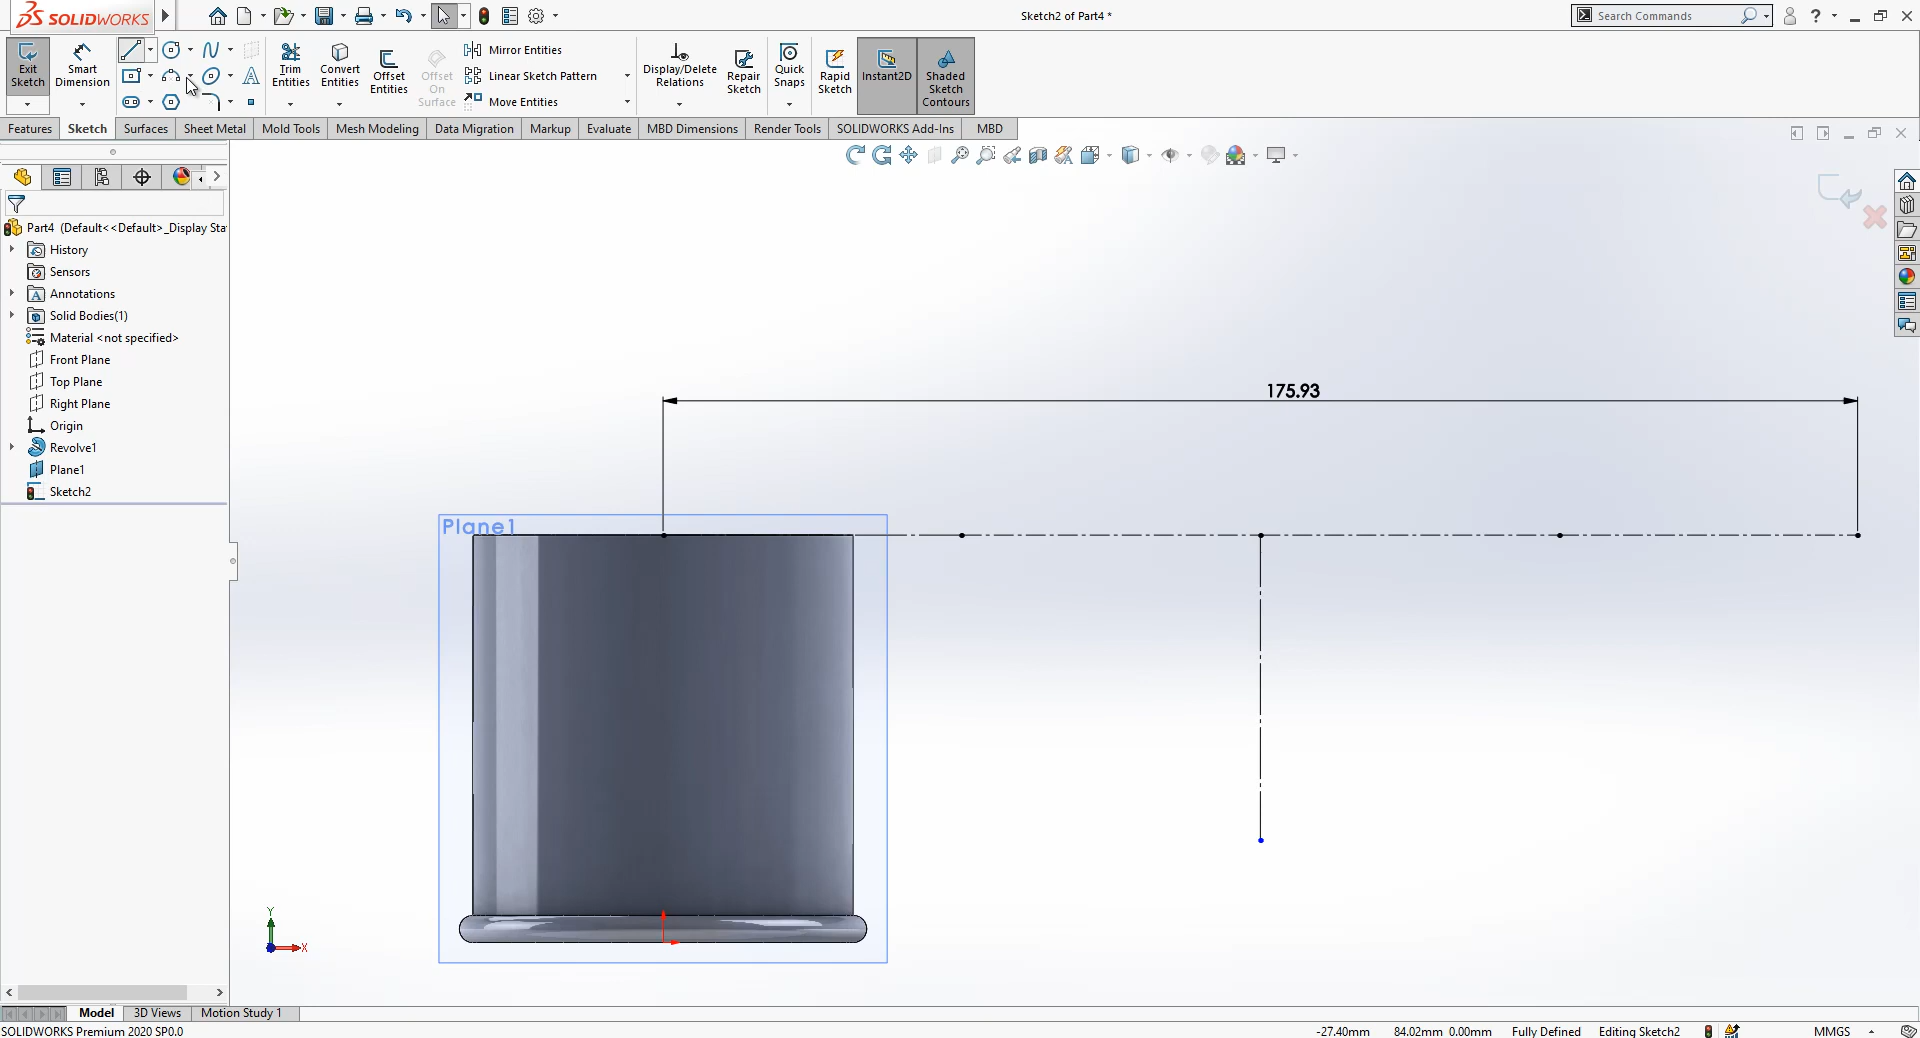 SOLIDWORKS
Sketch2 of Part4 *
Search Commands
?
Exit Sketch
Smart Dimension
Trim Entities
Convert Entities
Offset Entities
Offset On Surface
Mirror Entities
Linear Sketch Pattern
Move Entities
Display/Delete Relations
Repair Sketch
Quick Snaps
Rapid Sketch
Instant2D
Shaded Sketch Contours
Features
Sketch
Surfaces
Sheet Metal
Mold Tools
Mesh Modeling
Data Migration
Markup
Evaluate
MBD Dimensions
Render Tools
SOLIDWORKS Add-Ins
MBD
Part4 (Default<<Default>_Display Sta
History
Sensors
Annotations
Solid Bodies(1)
Material <not specified>
Front Plane
Top Plane
Right Plane
Origin
Revolve1
Plane1
Sketch2
175.93
Plane1
Y
X
Model
3D Views
Motion Study 1
SOLIDWORKS Premium 2020 SP0.0
-27.40mm
84.02mm 0.00mm
Fully Defined
Editing Sketch2
MMGS